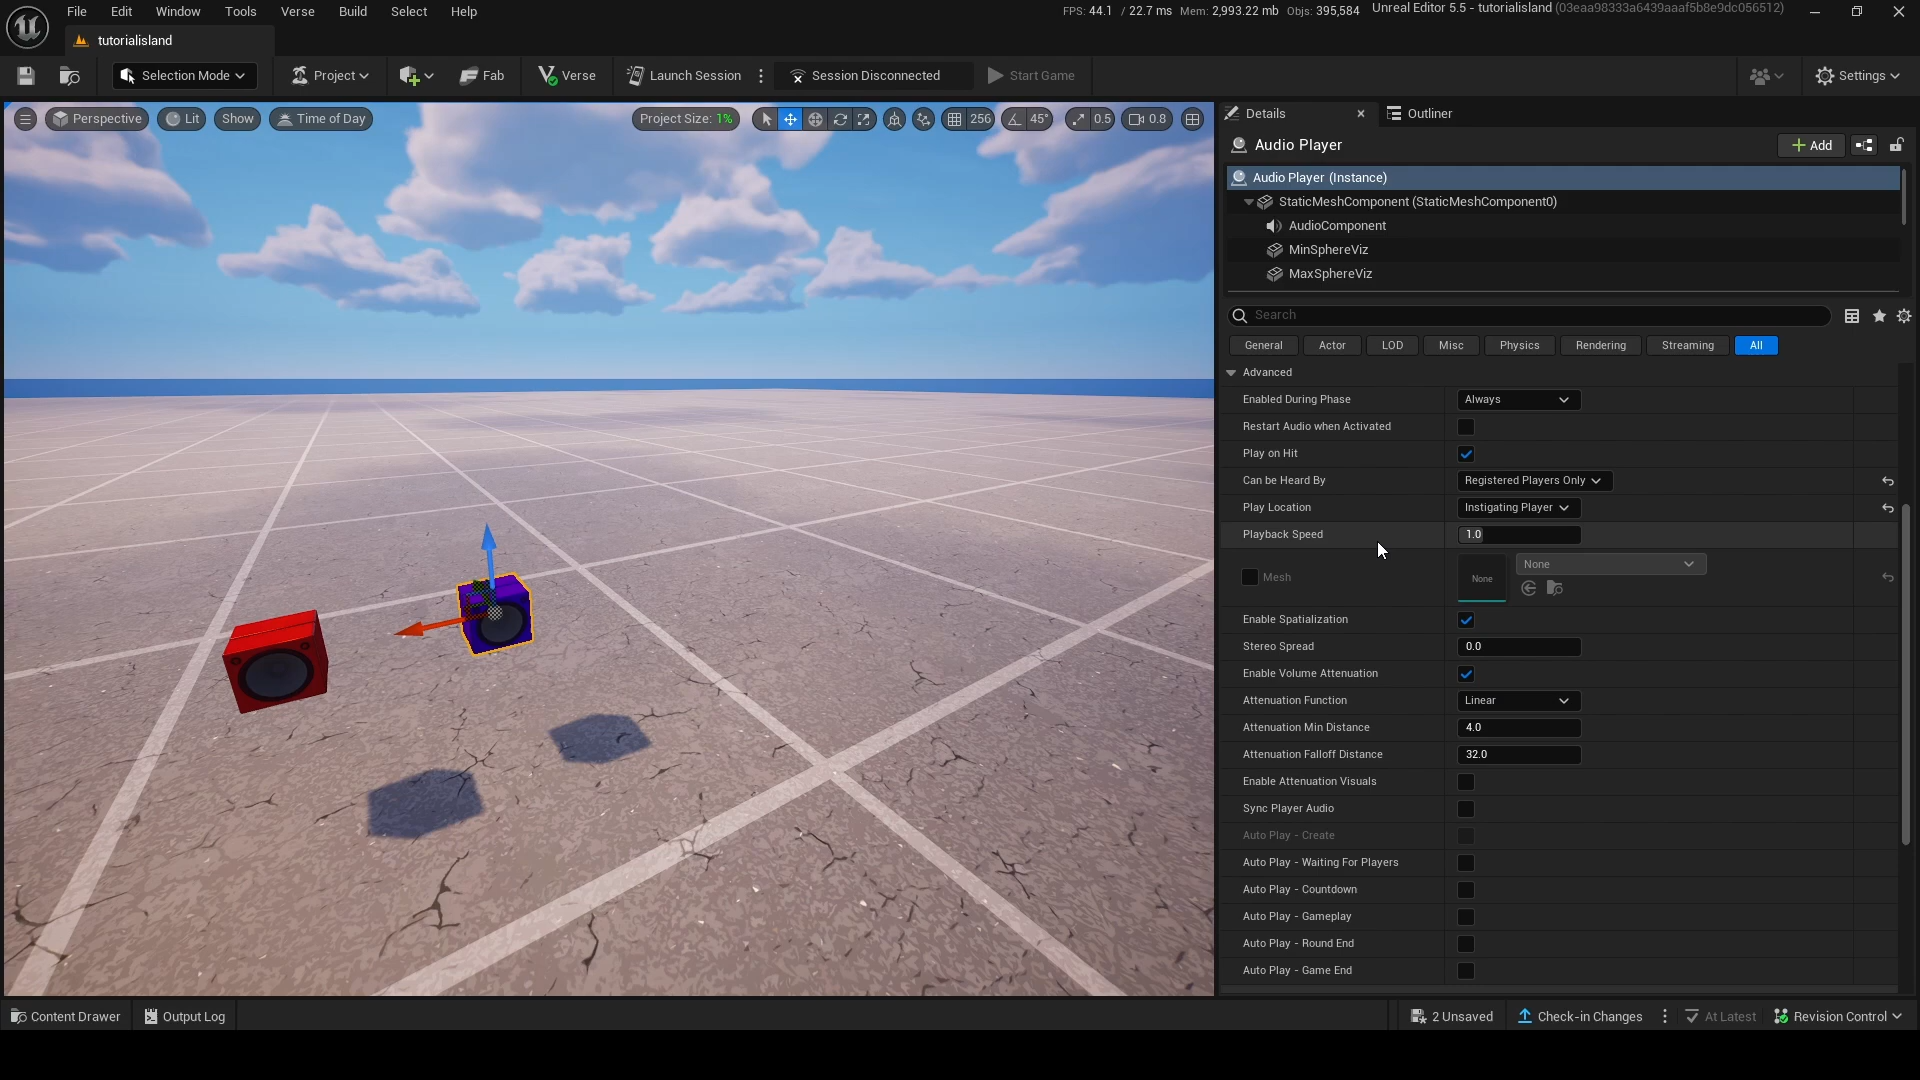 File Edit Window Tools Verse Build Select Help
FPS: 44.1 / 22.7 ms Mem: 2,993.22 mb Objs: 395,584 Unreal Editor 5.5 - tutorialisland (03eaa98333a6439aaaf5b8e9dc056512)
tutorialisland
Selection Mode Project Fab Verse Launch Session Session Disconnected Start Game Settings
Perspective Lit Show Time of Day Project Size: 1% 256 45° 0.5 0.8
Details Outliner
Audio Player Add
Audio Player (Instance)
StaticMeshComponent (StaticMeshComponent0)
AudioComponent
MinSphereViz
MaxSphereViz
Search
General Actor LOD Misc Physics Rendering Streaming All
Advanced
Enabled During Phase Always
Restart Audio when Activated
Play on Hit
Can be Heard By Registered Players Only
Play Location Instigating Player
Playback Speed 1.0
Mesh None None
Enable Spatialization
Stereo Spread 0.0
Enable Volume Attenuation
Attenuation Function Linear
Attenuation Min Distance 4.0
Attenuation Falloff Distance 32.0
Enable Attenuation Visuals
Sync Player Audio
Auto Play - Create
Auto Play - Waiting For Players
Auto Play - Countdown
Auto Play - Gameplay
Auto Play - Round End
Auto Play - Game End
Content Drawer Output Log 2 Unsaved Check-in Changes At Latest Revision Control